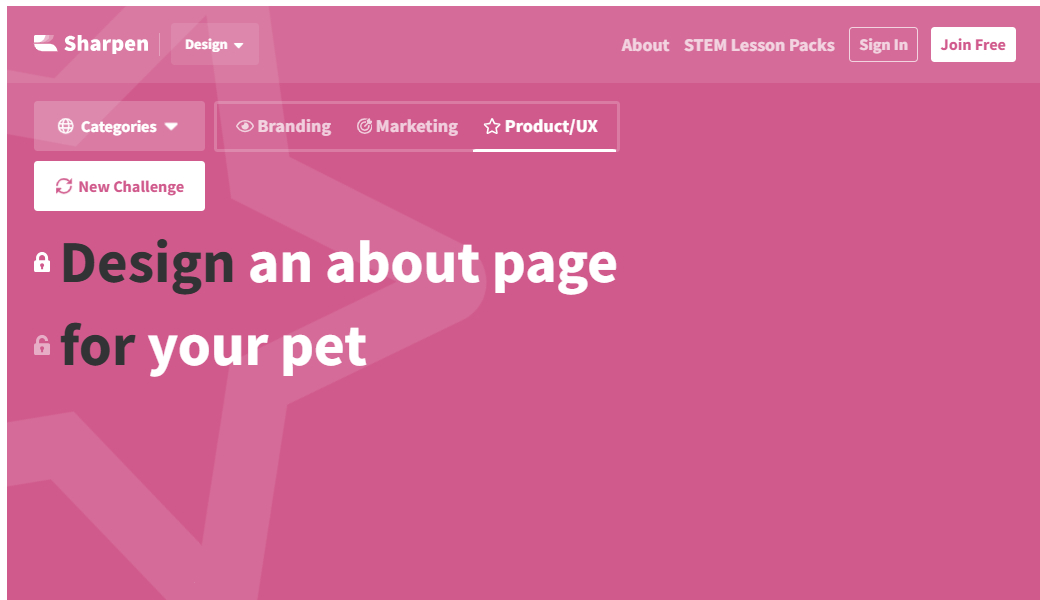 Sharpen
Design
About
STEM Lesson Packs
Sign In
Join Free
Categories
Branding
Marketing
Product/UX
New Challenge
Design an about page
for your pet